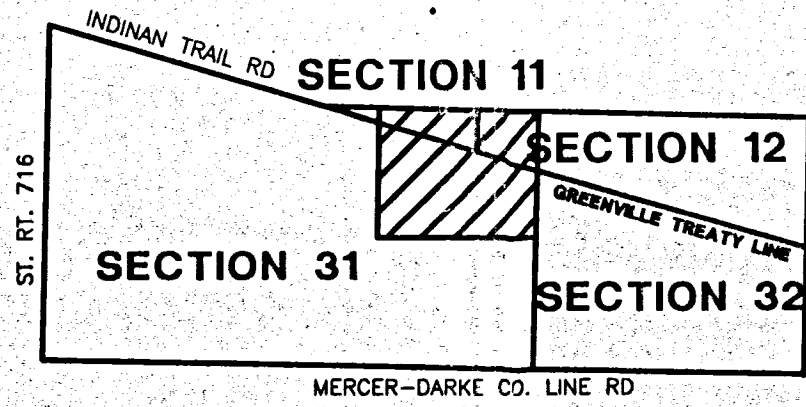 INDINAN TRAIL RD
SECTION 11
SECTION 12
GREENVILLE TREATY LINE
ST. RT. 716
SECTION 31
SECTION 32
MERCER-DARKE CO. LINE RD